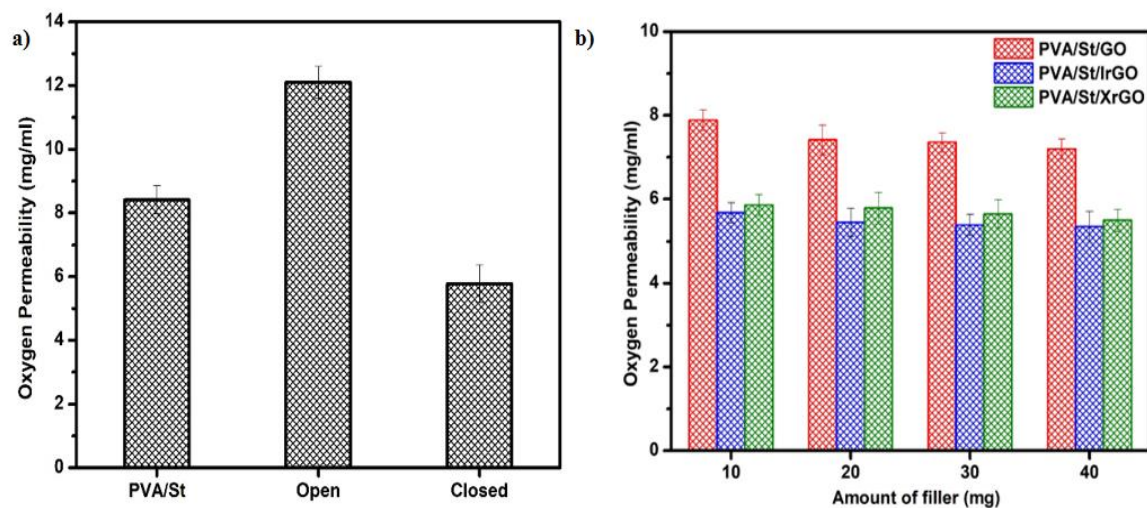 a)
Oxygen Permeability (mg/ml)
14
12
10
8
6
4
2
0
PVA/St Open Closed
b)
Oxygen Permeability (mg/ml)
10
8
6
4
2
0
PVA/St/GO
PVA/St/IrGO
PVA/St/XrGO
10 20 30 40
Amount of filler (mg)